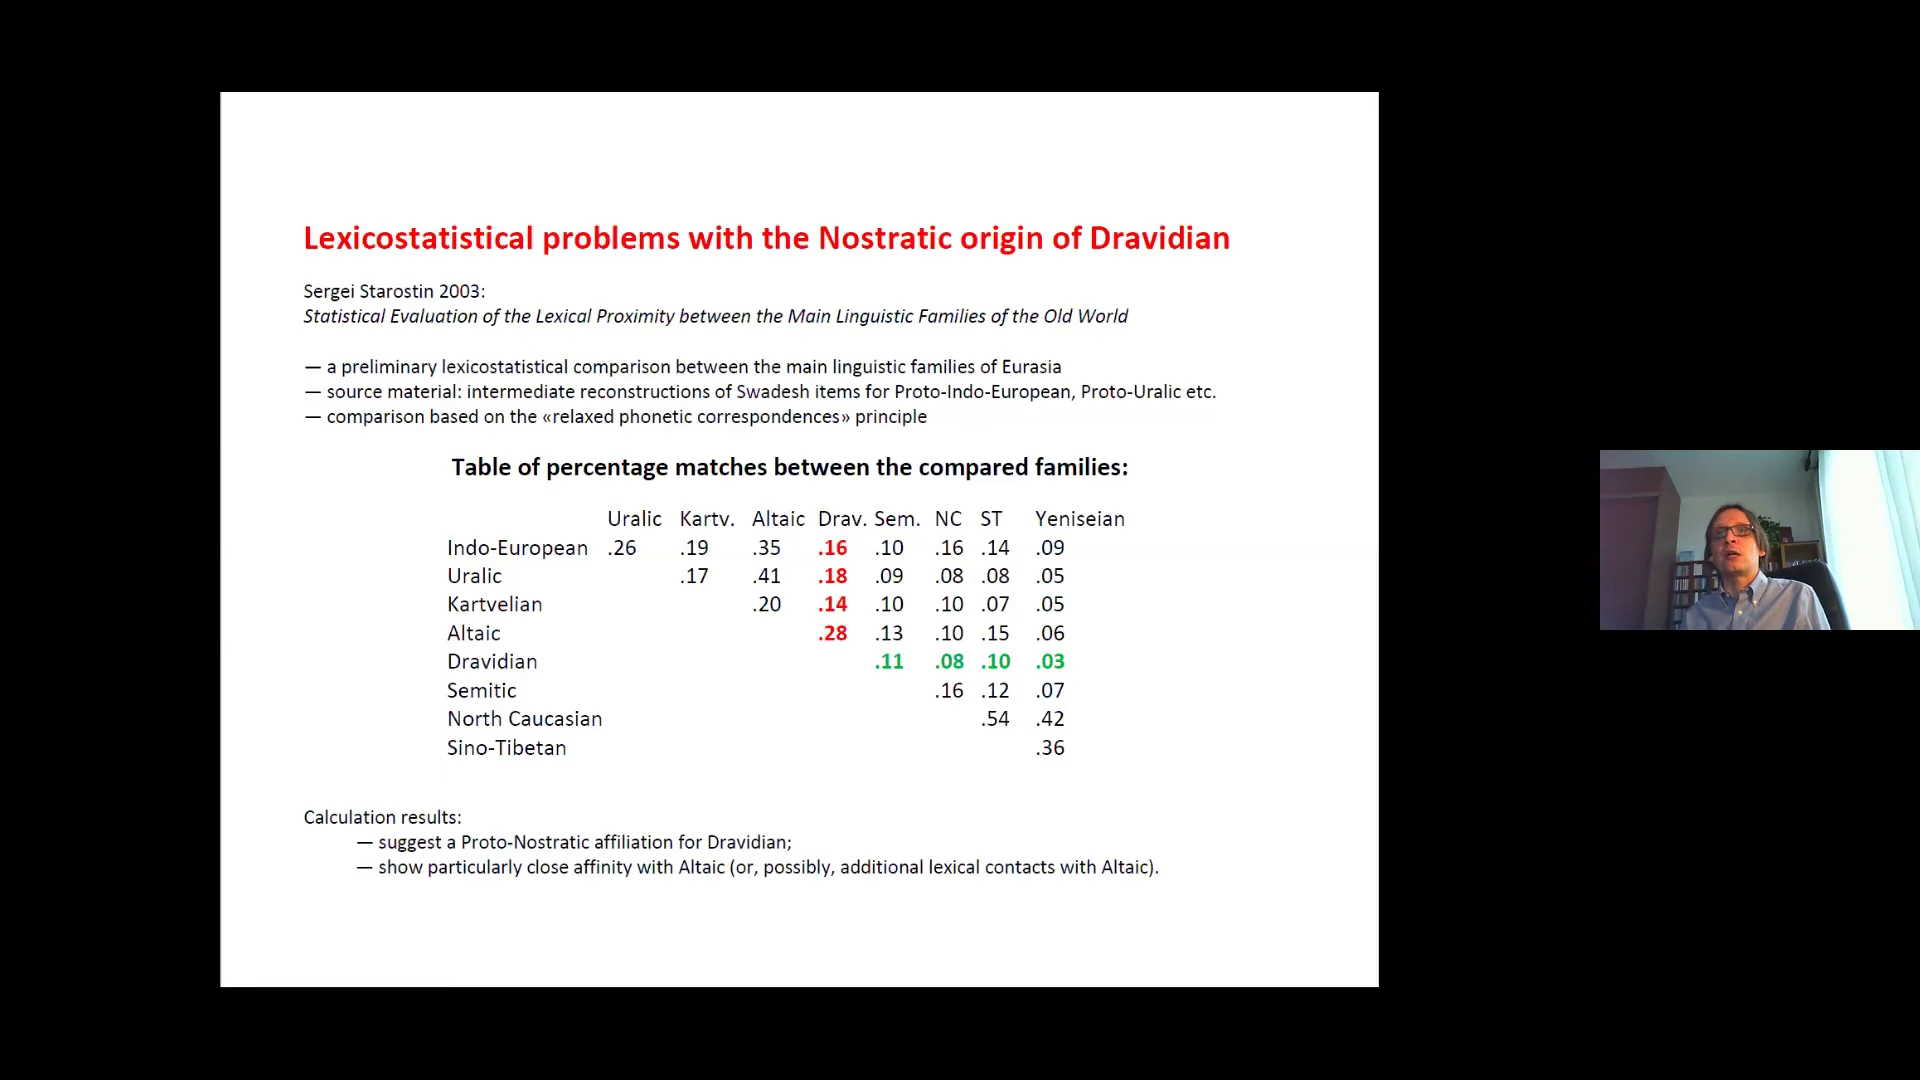 Lexicostatistical problems with the Nostratic origin of Dravidian
Sergei Starostin 2003:
Statistical Evaluation of the Lexical Proximity between the Main Linguistic Families of the Old World
— a preliminary lexicostatistical comparison between the main linguistic families of Eurasia
— source material: intermediate reconstructions of Swadesh items for Proto-Indo-European, Proto-Uralic etc.
— comparison based on the «relaxed phonetic correspondences» principle
Table of percentage matches between the compared families:
Uralic Kartv. Altaic Drav. Sem. NC ST Yeniseian
Indo-European .26 .19 .35 .16 .10 .16 .14 .09
Uralic .17 .41 .18 .09 .08 .08 .05
Kartvelian .20 .14 .10 .10 .07 .05
Altaic .28 .13 .10 .15 .06
Dravidian .11 .08 .10 .03
Semitic .16 .12 .07
North Caucasian .54 .42
Sino-Tibetan .36
Calculation results:
— suggest a Proto-Nostratic affiliation for Dravidian;
— show particularly close affinity with Altaic (or, possibly, additional lexical contacts with Altaic).